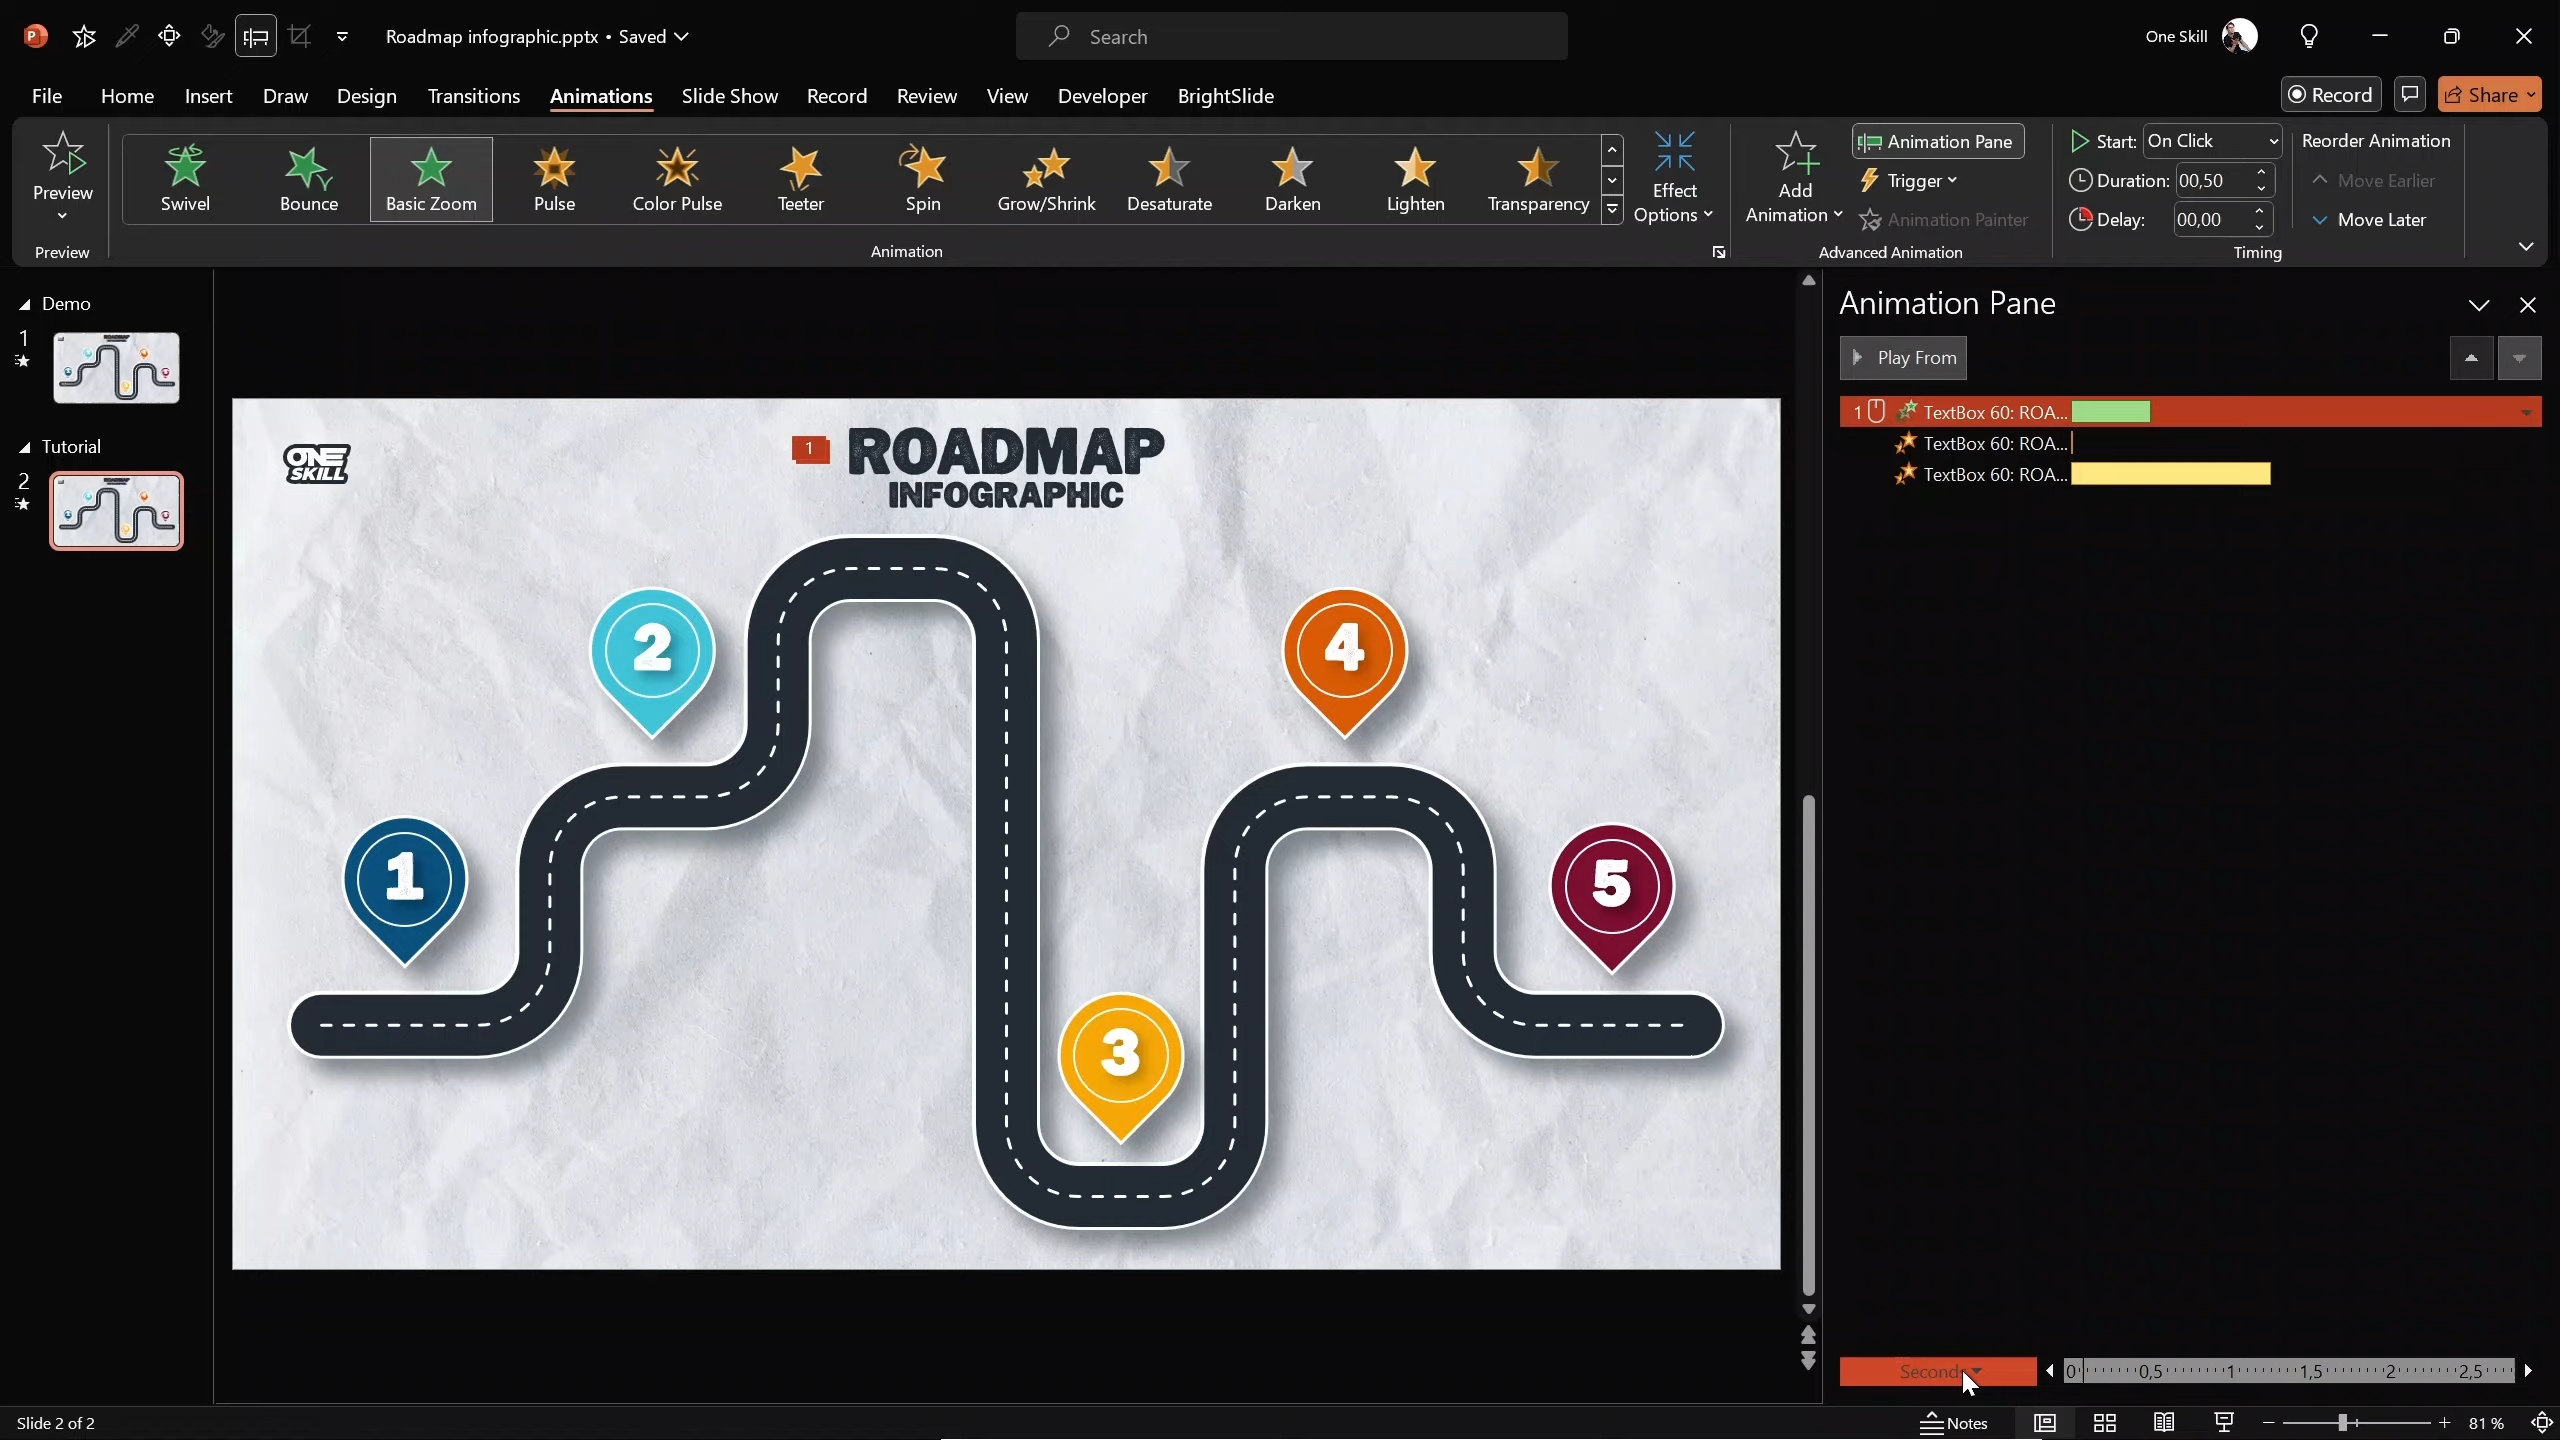 Roadmap infographic.pptx • Saved
Search
One Skill
File
Home
Insert
Draw
Design
Transitions
Animations
Slide Show
Record
Review
View
Developer
BrightSlide
Record
Share
Preview
Swivel
Bounce
Basic Zoom
Pulse
Color Pulse
Teeter
Spin
Grow/Shrink
Desaturate
Darken
Lighten
Transparency
Effect
Options
Add
Animation
Animation Pane
Trigger
Animation Painter
Start: On Click
Duration: 00,50
Delay: 00,00
Reorder Animation
Move Earlier
Move Later
Preview
Animation
Advanced Animation
Timing
Demo
1
Tutorial
2
ONE
SKILL
1
ROADMAP
INFOGRAPHIC
2
4
1
5
3
Animation Pane
Play From
1 TextBox 60: ROA...
TextBox 60: ROA...
TextBox 60: ROA...
Seconds
0 0,5 1 1,5 2 2,5
Slide 2 of 2
Notes
81 %